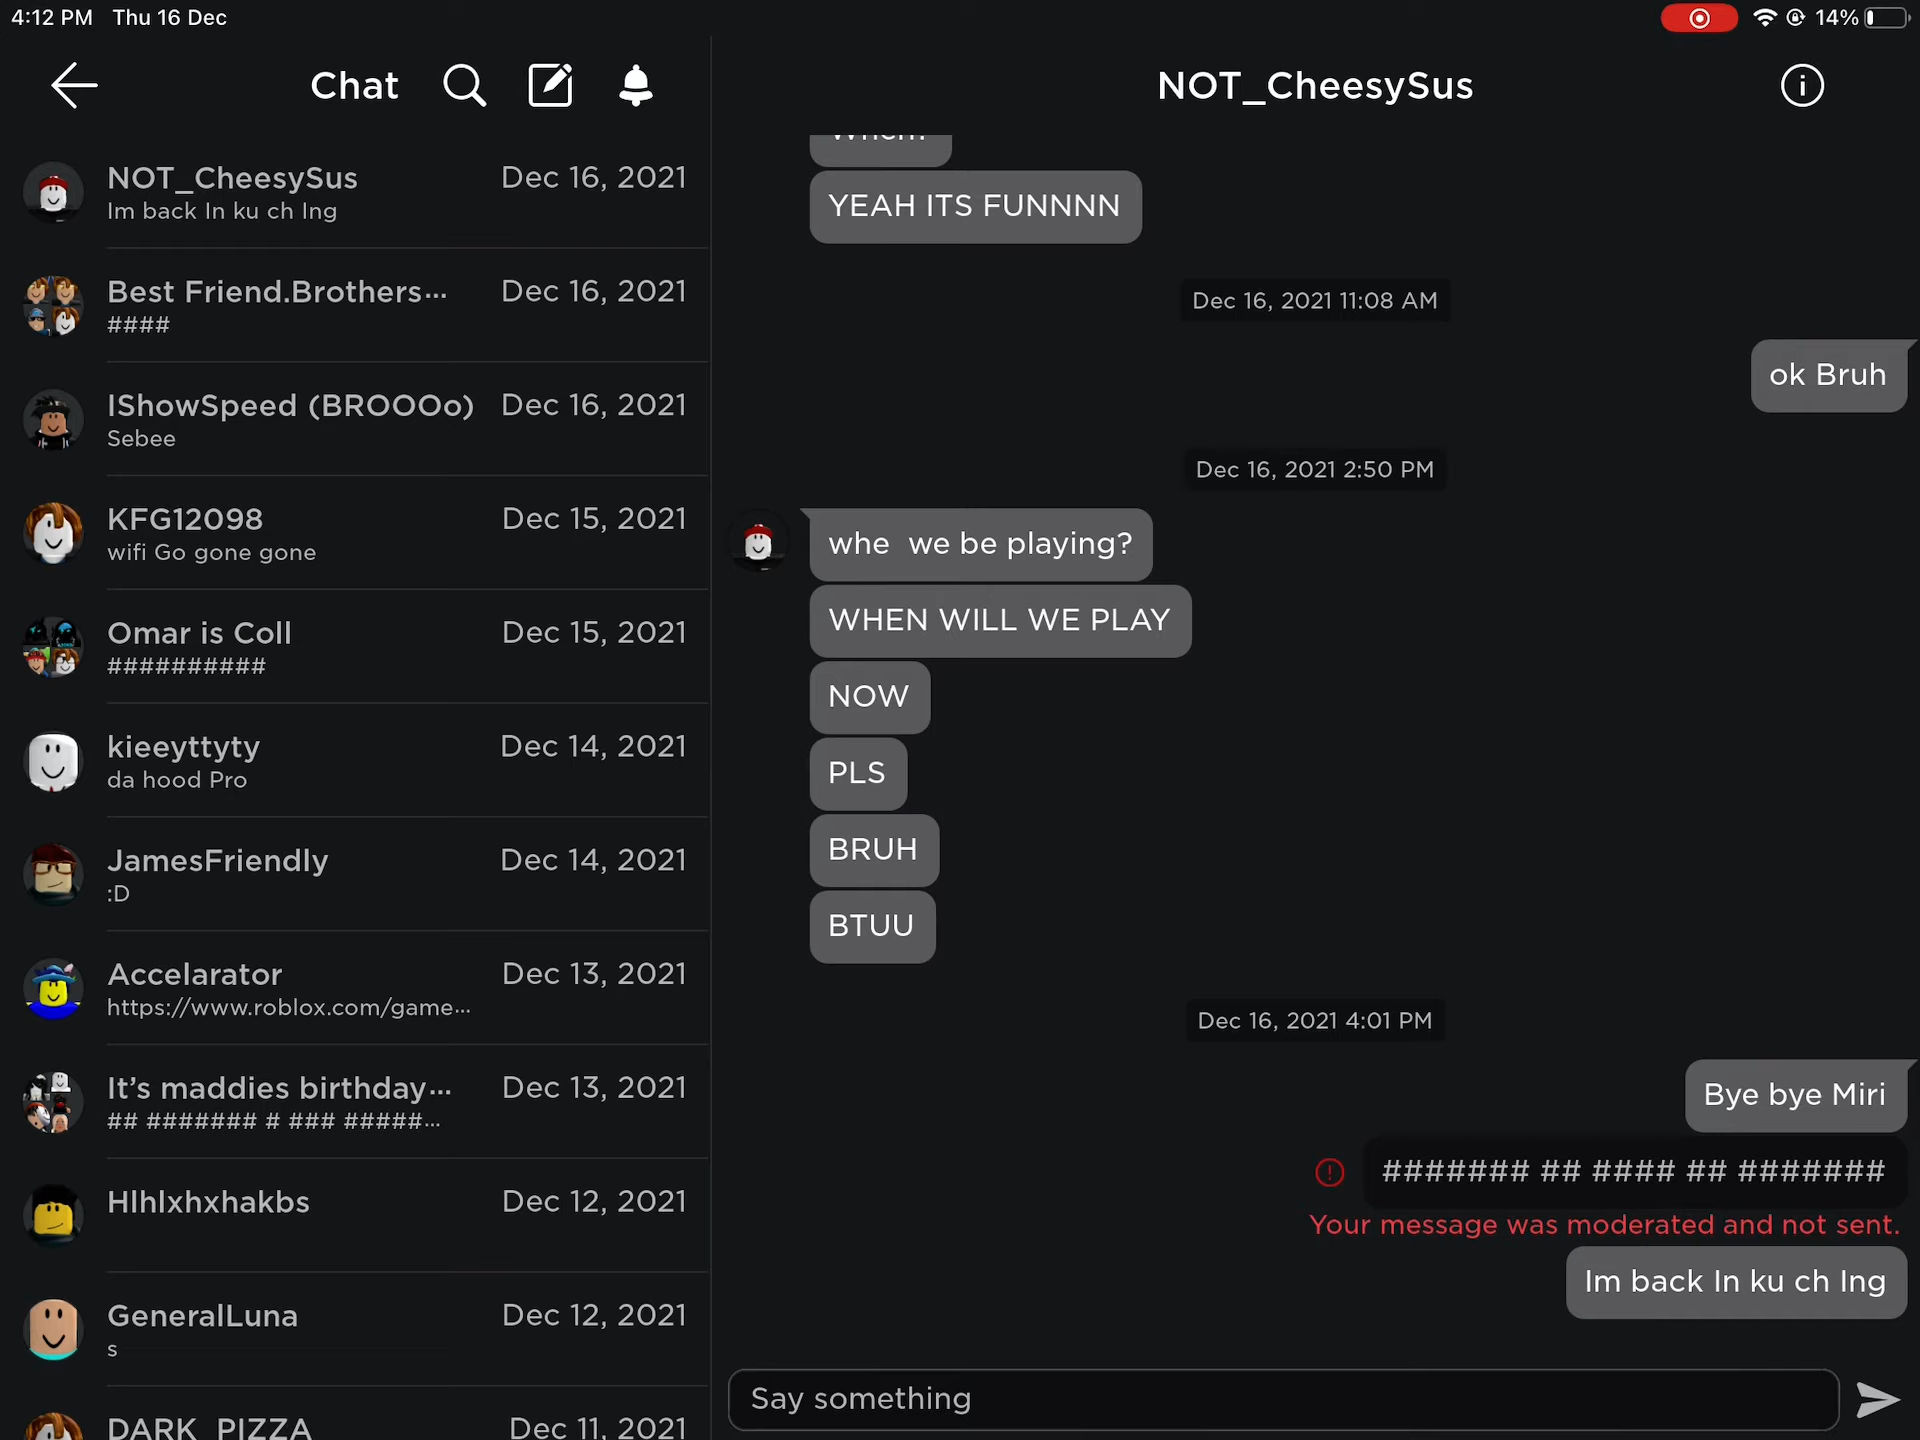 4:12 PM Thu 16 Dec
14%
Chat
NOT_CheesySus
Dec 16, 2021
Im back In ku ch Ing
Best Friend.Brothers...
Dec 16, 2021
####
IShowSpeed (BROOOo)
Dec 16, 2021
Sebee
KFG12098
Dec 15, 2021
wifi Go gone gone
Omar is Coll
Dec 15, 2021
##########
kieeyttyty
Dec 14, 2021
da hood Pro
JamesFriendly
Dec 14, 2021
:D
Accelarator
Dec 13, 2021
https://www.roblox.com/game...
It’s maddies birthday...
Dec 13, 2021
## ####### # ### #####...
Hlhlxhxhakbs
Dec 12, 2021
GeneralLuna
Dec 12, 2021
s
DARK_PIZZA
Dec 11, 2021
NOT_CheesySus
YEAH ITS FUNNNN
Dec 16, 2021 11:08 AM
ok Bruh
Dec 16, 2021 2:50 PM
whe  we be playing?
WHEN WILL WE PLAY
NOW
PLS
BRUH
BTUU
Dec 16, 2021 4:01 PM
Bye bye Miri
####### ## #### ## #######
Your message was moderated and not sent.
Im back In ku ch Ing
Say something